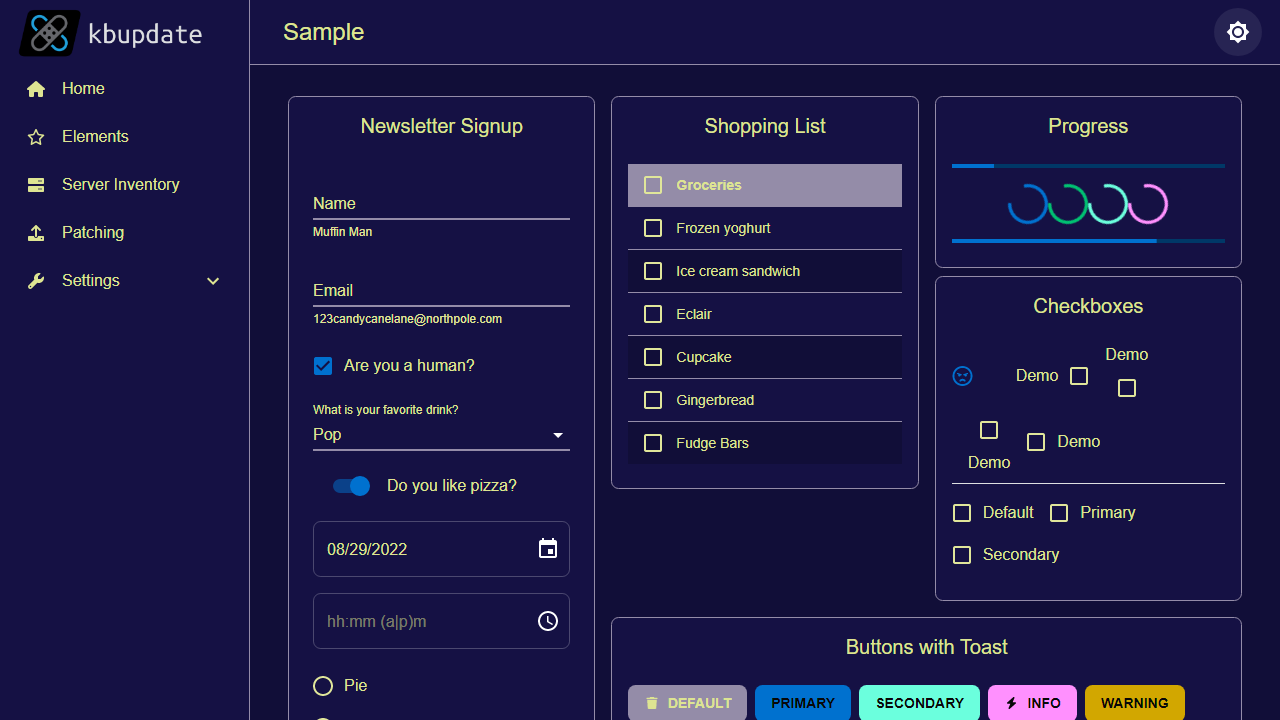 kbupdate
Home
Elements
Server Inventory
Patching
Settings
Sample
Newsletter Signup
Name
Muffin Man
Email
123candycanelane@northpole.com
Are you a human?
What is your favorite drink?
Pop
Do you like pizza?
08/29/2022
hh:mm (a|p)m
Pie
Shopping List
Groceries
Frozen yoghurt
Ice cream sandwich
Eclair
Cupcake
Gingerbread
Fudge Bars
Progress
Checkboxes
Demo
Demo
Demo
Demo
Default
Primary
Secondary
Buttons with Toast
DEFAULT
PRIMARY
SECONDARY
INFO
WARNING